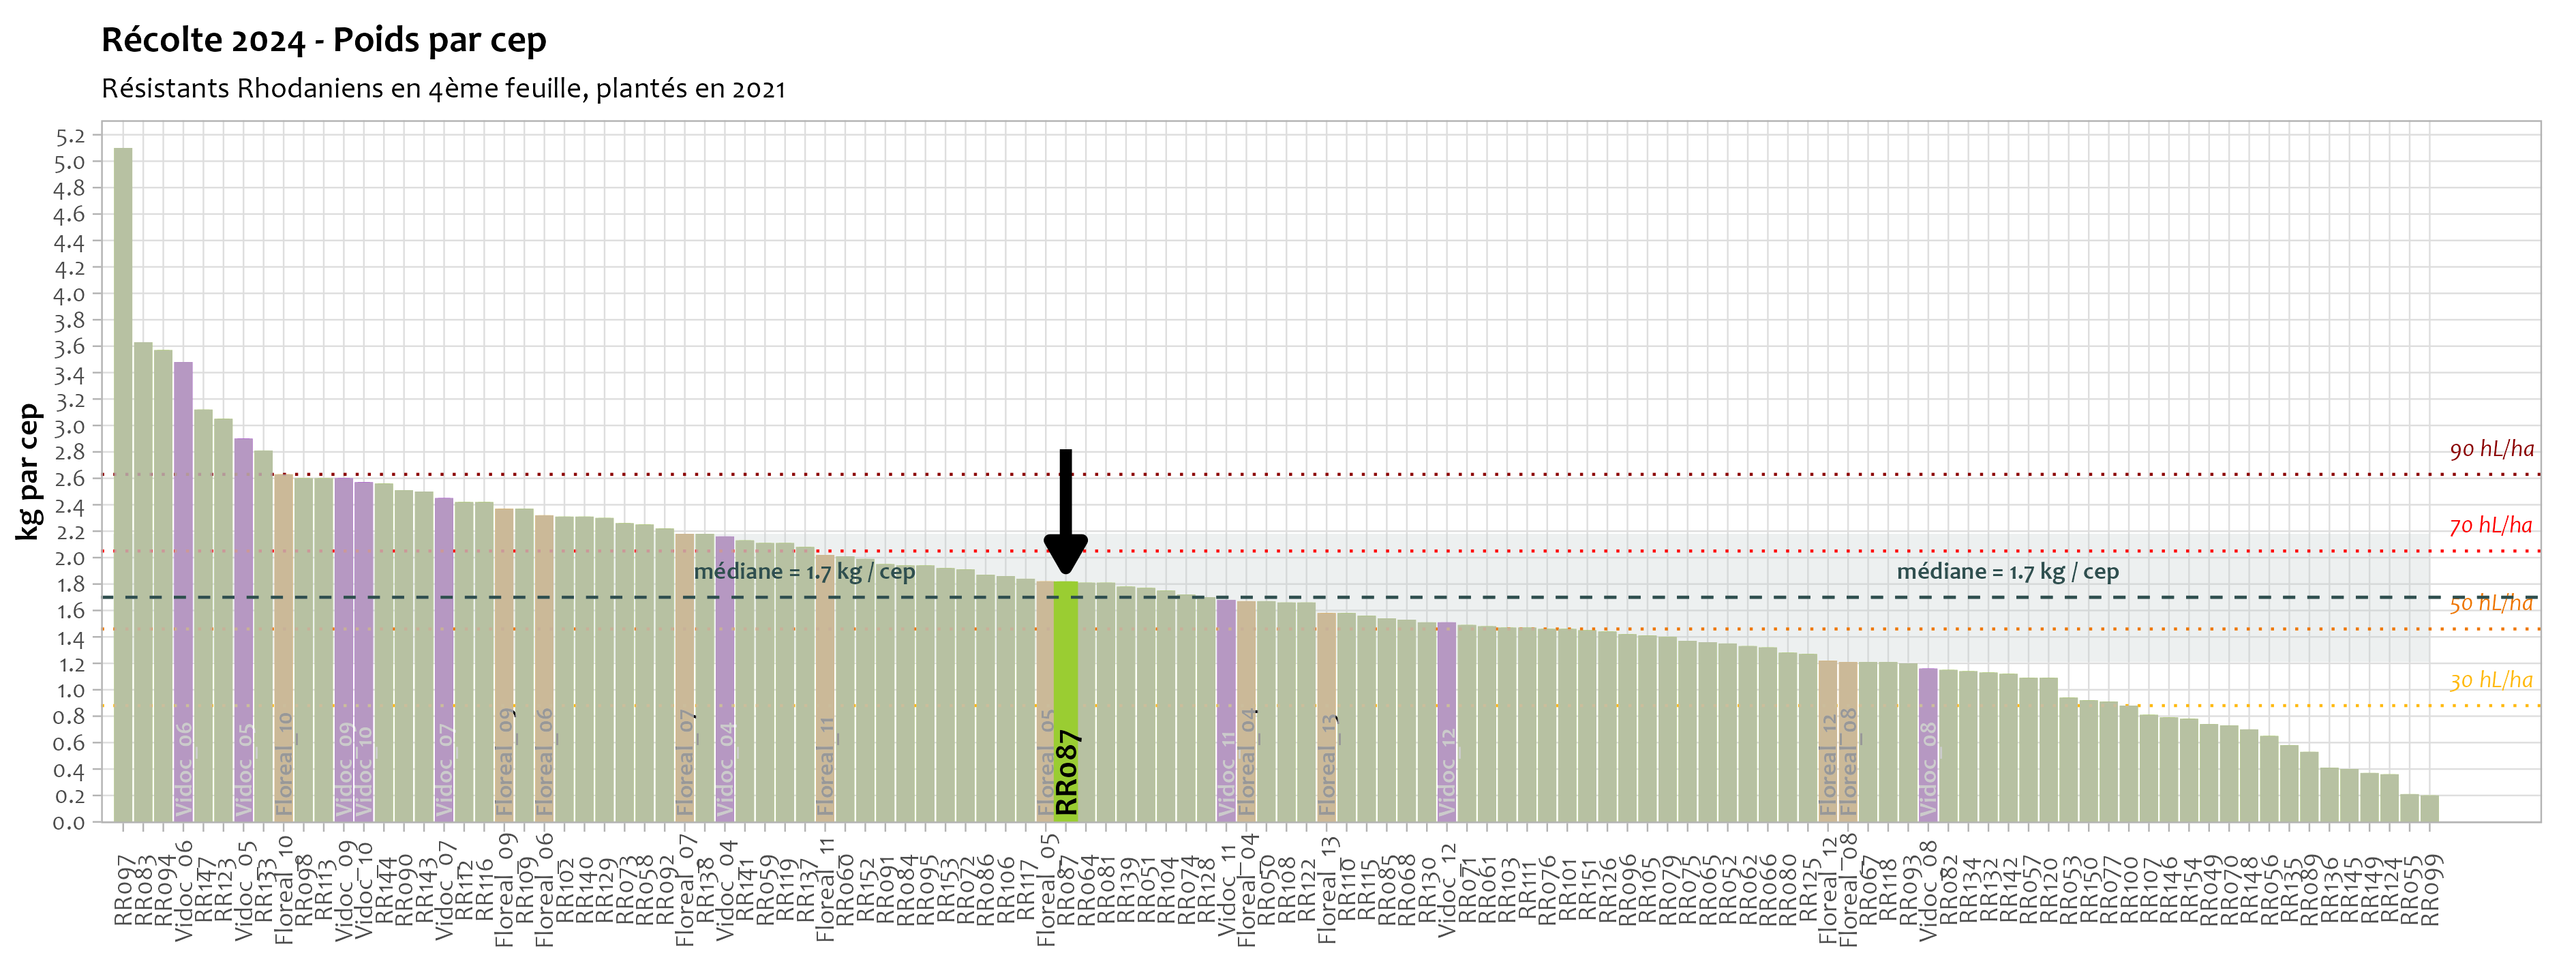 Récolte 2024 - Poids par cep
Résistants Rhodaniens en 4ème feuille, plantés en 2021
kg par cep
5.2
5.0
4.8
4.6
4.4
4.2
4.0
3.8
3.6
3.4
3.2
3.0
2.8
2.6
2.4
2.2
2.0
1.8
1.6
1.4
1.2
1.0
0.8
0.6
0.4
0.2
0.0
90 hL/ha
70 hL/ha
médiane = 1.7 kg / cep
médiane = 1.7 kg / cep
50 hL/ha
30 hL/ha
Vidoc_06
Vidoc_05
Floreal_10
Vidoc_09
Vidoc_10
Vidoc_07
Floreal_09
Floreal_06
Floreal_07
Vidoc_04
Floreal_11
Floreal_05
RR087
Vidoc_11
Floreal_04
Floreal_13
Vidoc_12
Floreal_12
Floreal_08
Vidoc_08
RR097
RR083
RR094
Vidoc_06
RR147
RR123
Vidoc_05
RR133
Floreal_10
RR098
RR113
Vidoc_09
Vidoc_10
RR144
RR090
RR143
Vidoc_07
RR112
RR116
Floreal_09
RR109
Floreal_06
RR102
RR140
RR129
RR073
RR058
RR092
Floreal_07
RR138
Vidoc_04
RR141
RR059
RR119
RR137
Floreal_11
RR060
RR152
RR091
RR084
RR095
RR153
RR072
RR086
RR106
RR117
Floreal_05
RR087
RR064
RR081
RR139
RR051
RR104
RR074
RR128
Vidoc_11
Floreal_04
RR050
RR108
RR122
Floreal_13
RR110
RR115
RR085
RR068
RR130
Vidoc_12
RR071
RR061
RR103
RR111
RR076
RR101
RR151
RR126
RR096
RR105
RR079
RR075
RR065
RR052
RR062
RR066
RR080
RR125
Floreal_12
Floreal_08
RR067
RR118
RR093
Vidoc_08
RR082
RR134
RR132
RR142
RR057
RR120
RR053
RR150
RR077
RR100
RR107
RR146
RR154
RR049
RR070
RR148
RR056
RR135
RR089
RR136
RR145
RR149
RR124
RR055
RR099